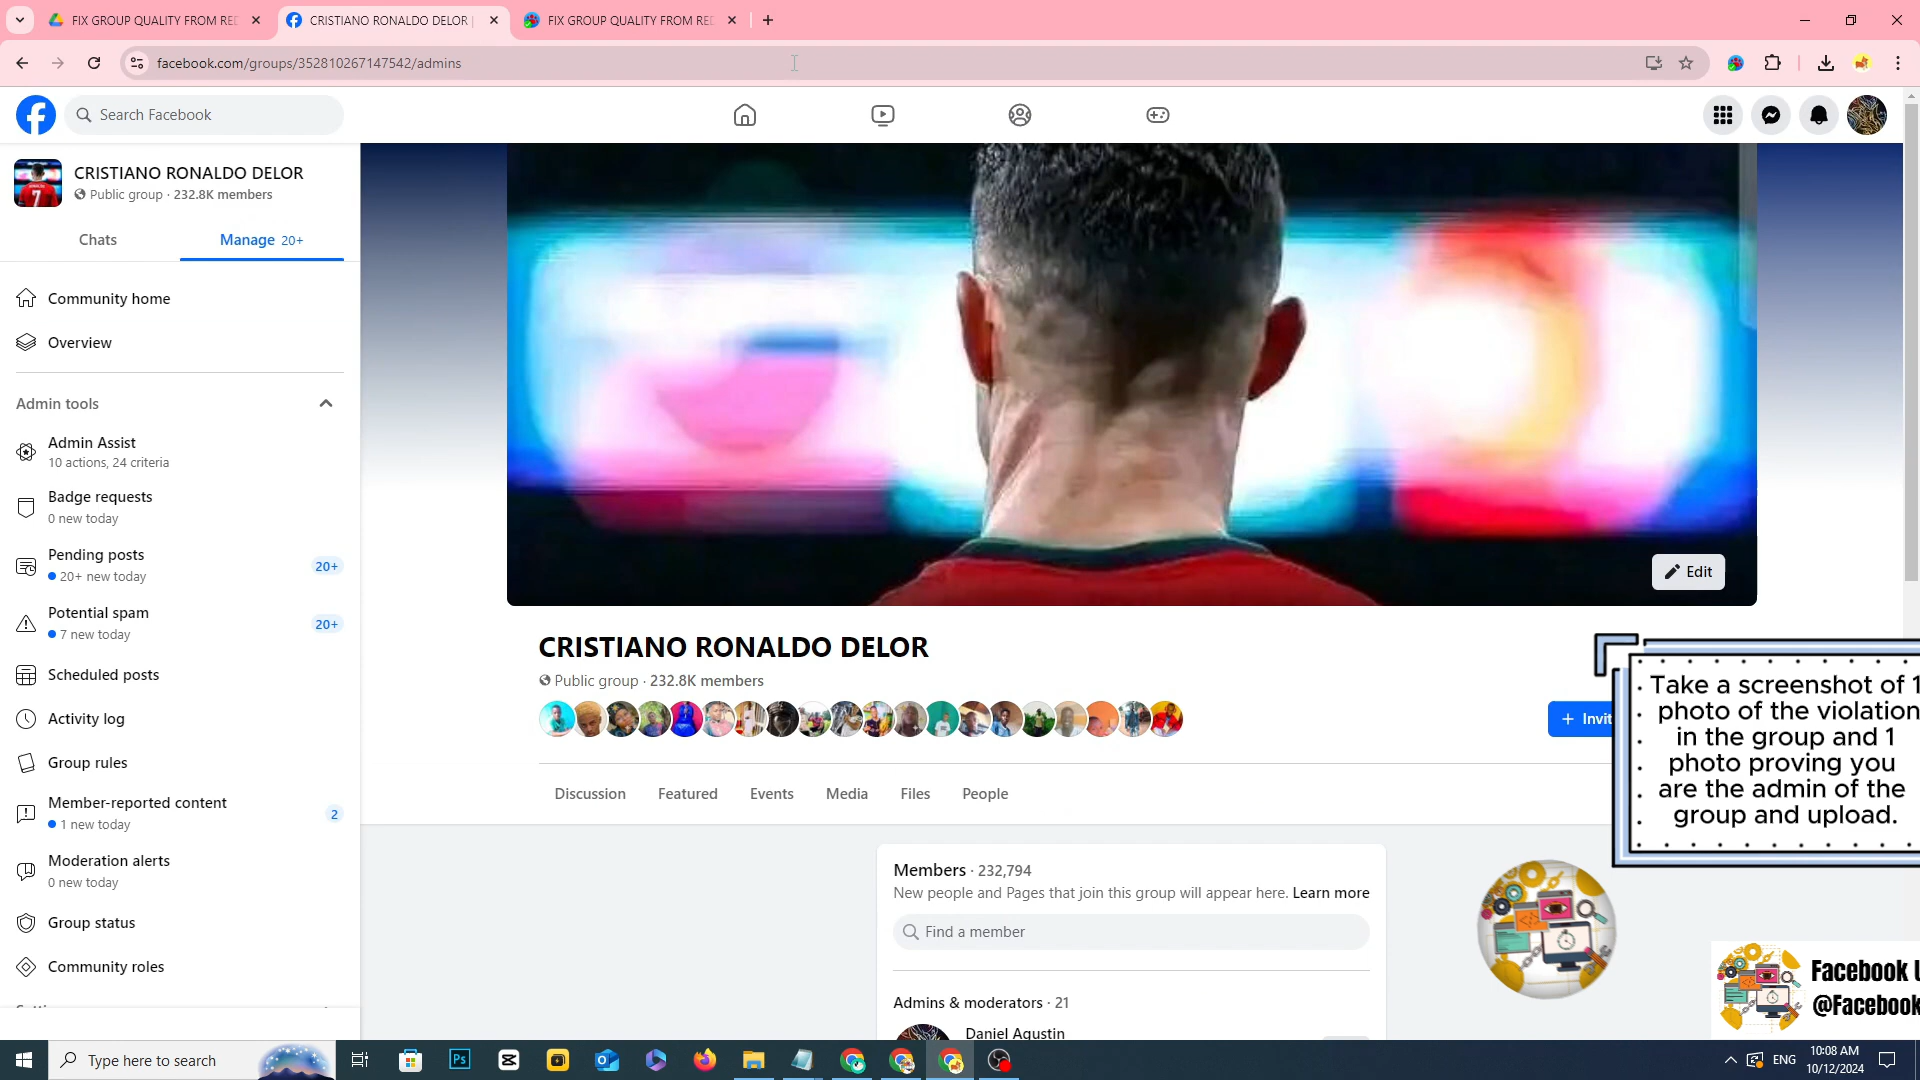 FIX GROUP QUALITY FROM RED
CRISTIANO RONALDO DELOR |
FIX GROUP QUALITY FROM RED
facebook.com/groups/352810267147542/admins
Search Facebook
CRISTIANO RONALDO DELOR
Public group · 232.8K members
Chats
Manage 20+
Community home
Overview
Admin tools
Admin Assist
10 actions, 24 criteria
Badge requests
0 new today
Pending posts
20+ new today
20+
Potential spam
7 new today
20+
Scheduled posts
Activity log
Group rules
Member-reported content
1 new today
2
Moderation alerts
0 new today
Group status
Community roles
7
Edit
CRISTIANO RONALDO DELOR
Public group · 232.8K members
+ Invit
Discussion
Featured
Events
Media
Files
People
Members · 232,794
New people and Pages that join this group will appear here. Learn more
Find a member
Admins & moderators · 21
Daniel Agustin
Take a screenshot of 1
photo of the violation
in the group and 1
photo proving you
are the admin of the
group and upload.
Facebook U
@Facebook
Type here to search
Ps
ENG
10:08 AM
10/12/2024